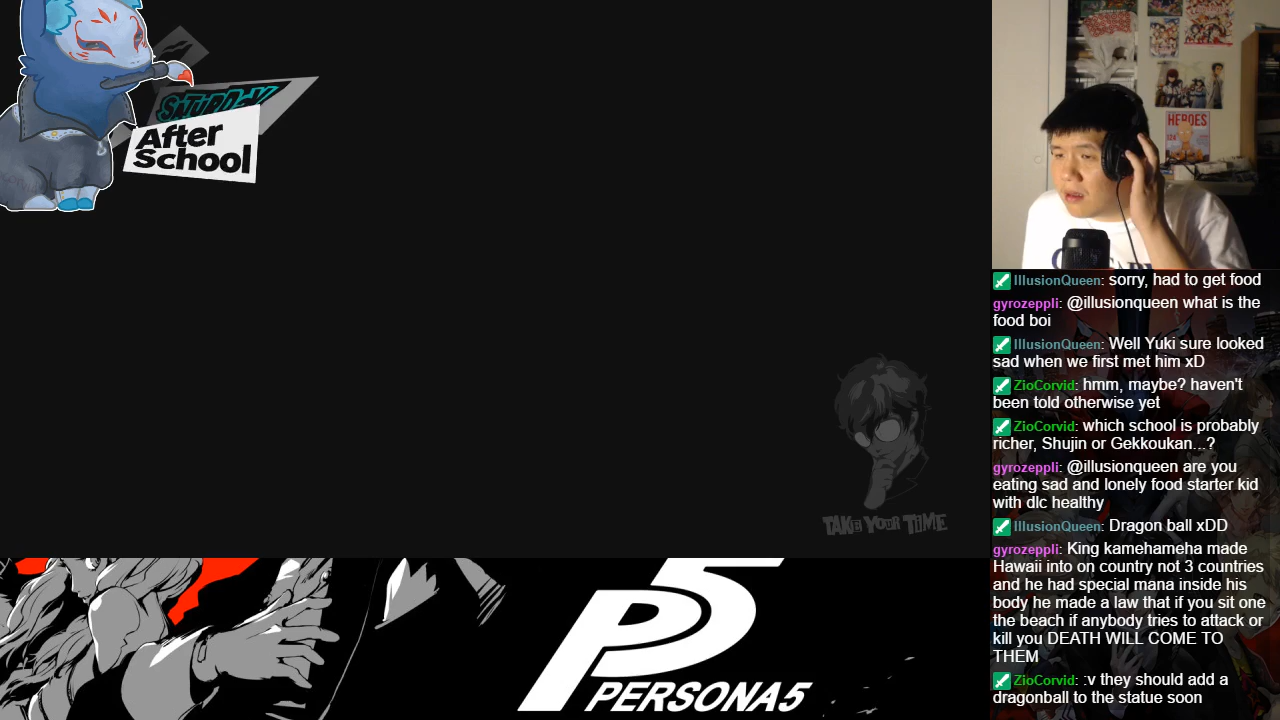 SATURDAY
After
School
HEROES
TAKE YOUR TIME
IllusionQueen: sorry, had to get food
gyrozeppli: @illusionqueen what is the
food boi
IllusionQueen: Well Yuki sure looked
sad when we first met him xD
ZioCorvid: hmm, maybe? haven't
been told otherwise yet
ZioCorvid: which school is probably
richer, Shujin or Gekkoukan...?
gyrozeppli: @illusionqueen are you
eating sad and lonely food starter kid
with dlc healthy
IllusionQueen: Dragon ball xDD
gyrozeppli: King kamehameha made
Hawaii into on country not 3 countries
and he had special mana inside his
body he made a law that if you sit one
the beach if anybody tries to attack or
kill you DEATH WILL COME TO
THEM
ZioCorvid: :v they should add a
dragonball to the statue soon
P5
PERSONA5